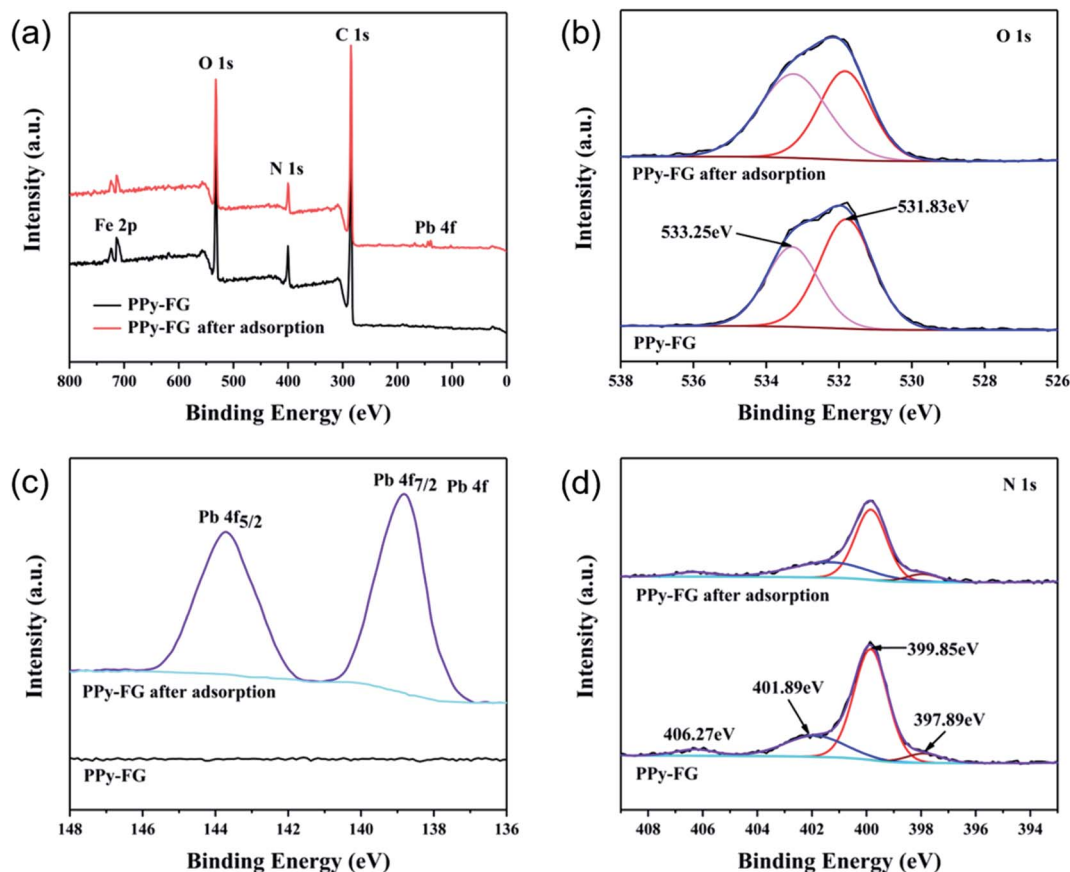 (a)
C 1s
O 1s
N 1s
Pb 4f
Fe 2p
PPy-FG
PPy-FG after adsorption
Intensity (a.u.)
800 700 600 500 400 300 200 100 0
Binding Energy (eV)
(b)
O 1s
PPy-FG after adsorption
533.25eV
531.83eV
PPy-FG
Intensity (a.u.)
538 536 534 532 530 528 526
Binding Energy (eV)
(c)
Pb 4f7/2 Pb 4f
Pb 4f5/2
PPy-FG after adsorption
PPy-FG
Intensity (a.u.)
148 146 144 142 140 138 136
Binding Energy (eV)
(d)
N 1s
PPy-FG after adsorption
399.85eV
401.89eV
397.89eV
406.27eV
PPy-FG
Intensity (a.u.)
408 406 404 402 400 398 396 394
Binding Energy (eV)